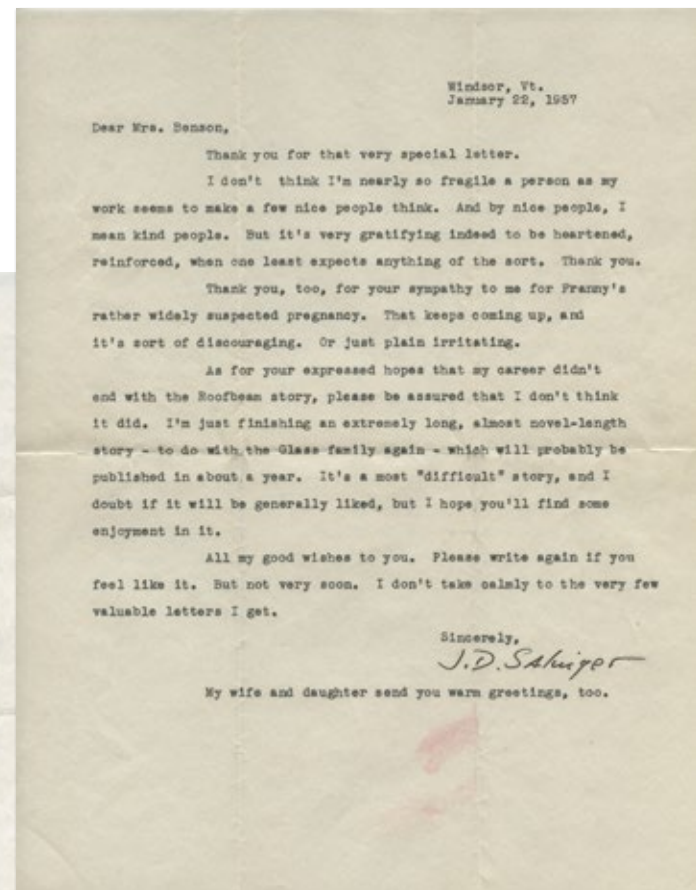 Windsor, Vt.
January 22, 1957
Dear Mrs. Benson,
Thank you for that very special letter.
I don't think I'm nearly so fragile a person as my
work seems to make a few nice people think. And by nice people, I
mean kind people. But it's very gratifying indeed to be heartened,
reinforced, when one least expects anything of the sort. Thank you.
Thank you, too, for your sympathy to me for Franny's
rather widely suspected pregnancy. That keeps coming up, and
it's sort of discouraging. Or just plain irritating.
As for your expressed hopes that my career didn't
end with the Roofbeam story, please be assured that I don't think
it did. I'm just finishing an extremely long, almost novel-length
story - to do with the Glass family again - which will probably be
published in about a year. It's a most "difficult" story, and I
doubt if it will be generally liked, but I hope you'll find some
enjoyment in it.
All my good wishes to you. Please write again if you
feel like it. But not very soon. I don't take calmly to the very few
valuable letters I get.
Sincerely,
J.D. Salinger
My wife and daughter send you warm greetings, too.